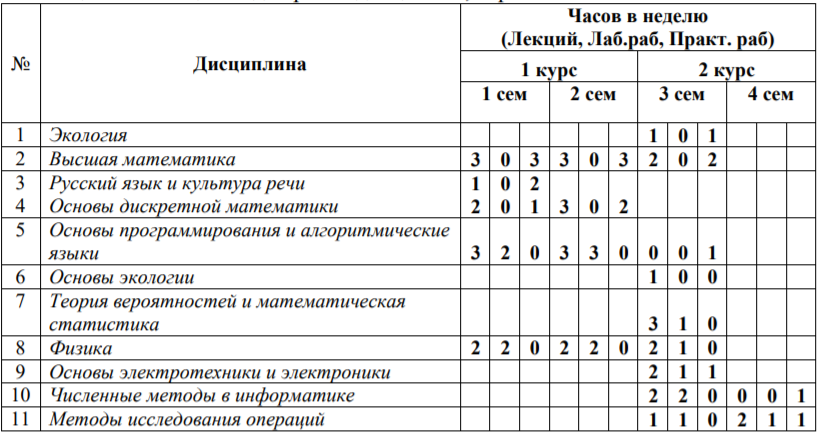 Часов в неделю
(Лекций, Лаб.раб, Практ. раб)
№ Дисциплина
1 курс 2 курс
1 сем 2 сем 3 сем 4 сем
1 Экология 1 0 1
2 Высшая математика 3 0 3 3 0 3 2 0 2
3 Русский язык и культура речи 1 0 2
4 Основы дискретной математики 2 0 1 3 0 2
5 Основы программирования и алгоритмические
языки 3 2 0 3 3 0 0 0 1
6 Основы экологии 1 0 0
7 Теория вероятностей и математическая
статистика 3 1 0
8 Физика 2 2 0 2 2 0 2 1 0
9 Основы электротехники и электроники 2 1 1
10 Численные методы в информатике 2 2 0 0 0 1
11 Методы исследования операций 1 1 0 2 1 1